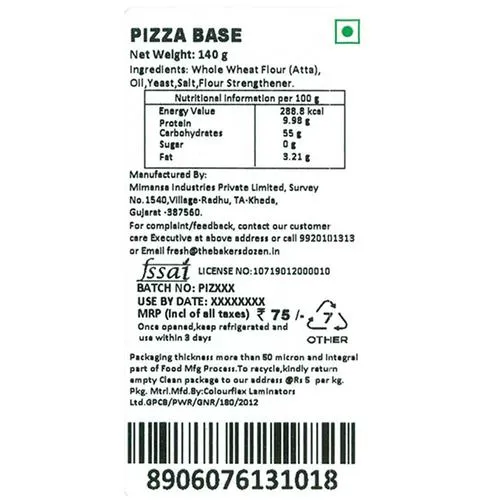 PIZZA BASE
Net Weight: 140 g
Ingredients: Whole Wheat Flour (Atta),
Oil,Yeast,Salt,Flour Strengthener.
Nutritional Information per 100 g
Energy Value 288.8 kcal
Protein 9.98 g
Carbohydrates 55 g
Sugar 0 g
Fat 3.21 g
Manufactured By:
Mimansa Industries Private Limited, Survey
No.1540,Village-Radhu, TA-Kheda,
Gujarat -387560.
For complaint/feedback, contact our customer
care Executive at above address or call 9920101313
or Email fresh@thebakersdozen.in
fssai LICENSE NO:10719012000010
BATCH NO: PIZXXX
USE BY DATE: XXXXXXXX
MRP (Incl of all taxes) ₹ 75 /-
Once opened,keep refrigerated and
use within 3 days
7
OTHER
Packaging thickness more than 50 micron and integral
part of Food Mfg Process.To recycle,kindly return
empty Clean package to our address @Rs 5 per kg.
Pkg. Mtrl.Mfd.By:Colourflex Laminators
Ltd.GPCB/PWR/GNR/180/2012
8906076131018